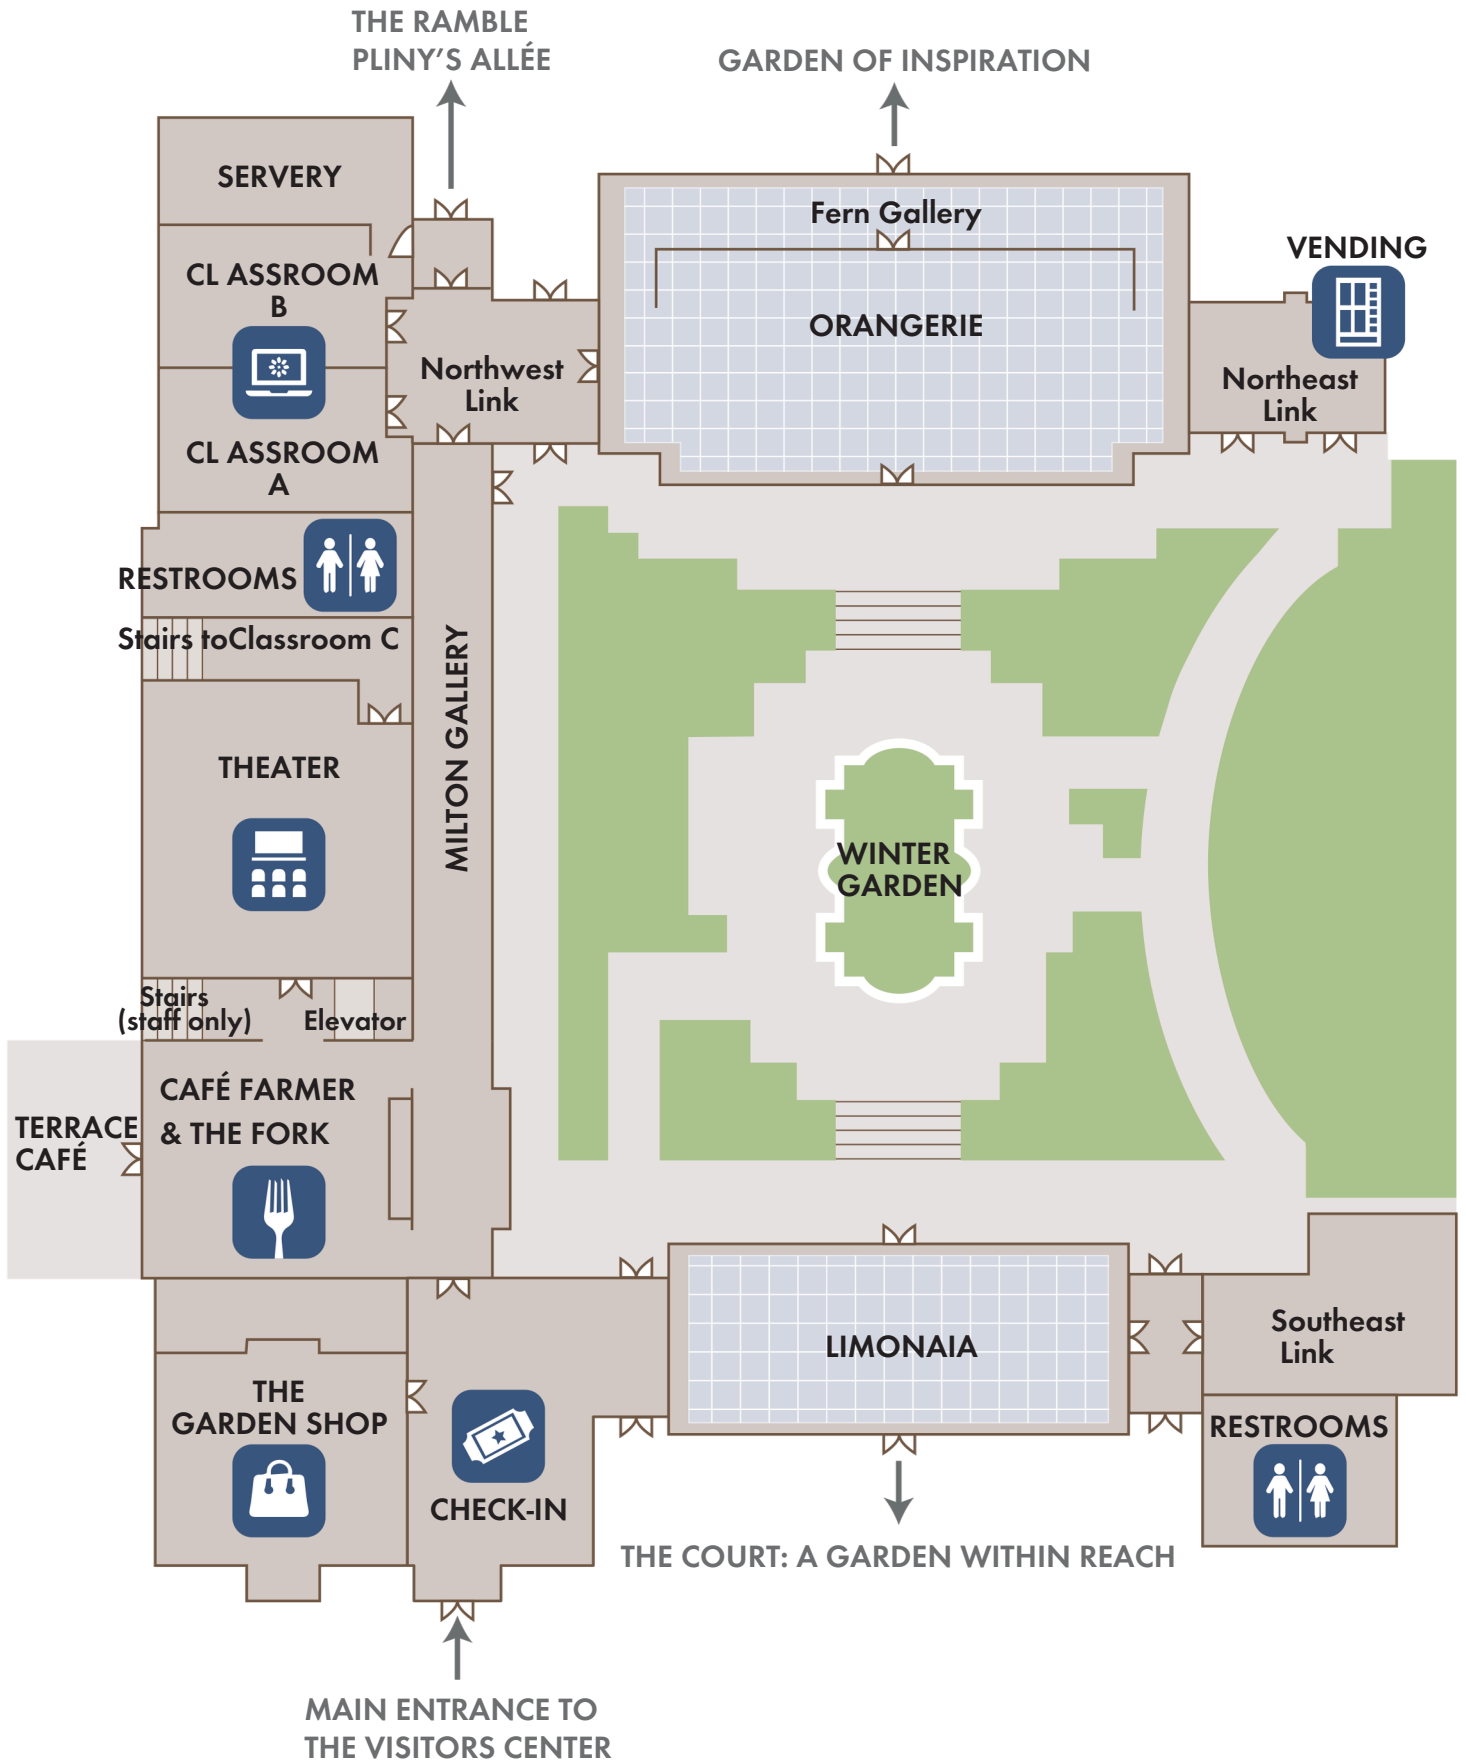 THE RAMBLE
PLINY'S ALLÉE
GARDEN OF INSPIRATION
SERVERY
Fern Gallery
VENDING
CL ASSROOM
B
ORANGERIE
Northwest
Link
Northeast
Link
CL ASSROOM
A
RESTROOMS
Stairs toClassroom C
MILTON GALLERY
THEATER
WINTER
GARDEN
Stairs
(staff only)
Elevator
CAFÉ FARMER
& THE FORK
TERRACE
CAFÉ
LIMONAIA
Southeast
Link
THE
GARDEN SHOP
RESTROOMS
CHECK-IN
THE COURT: A GARDEN WITHIN REACH
MAIN ENTRANCE TO
THE VISITORS CENTER